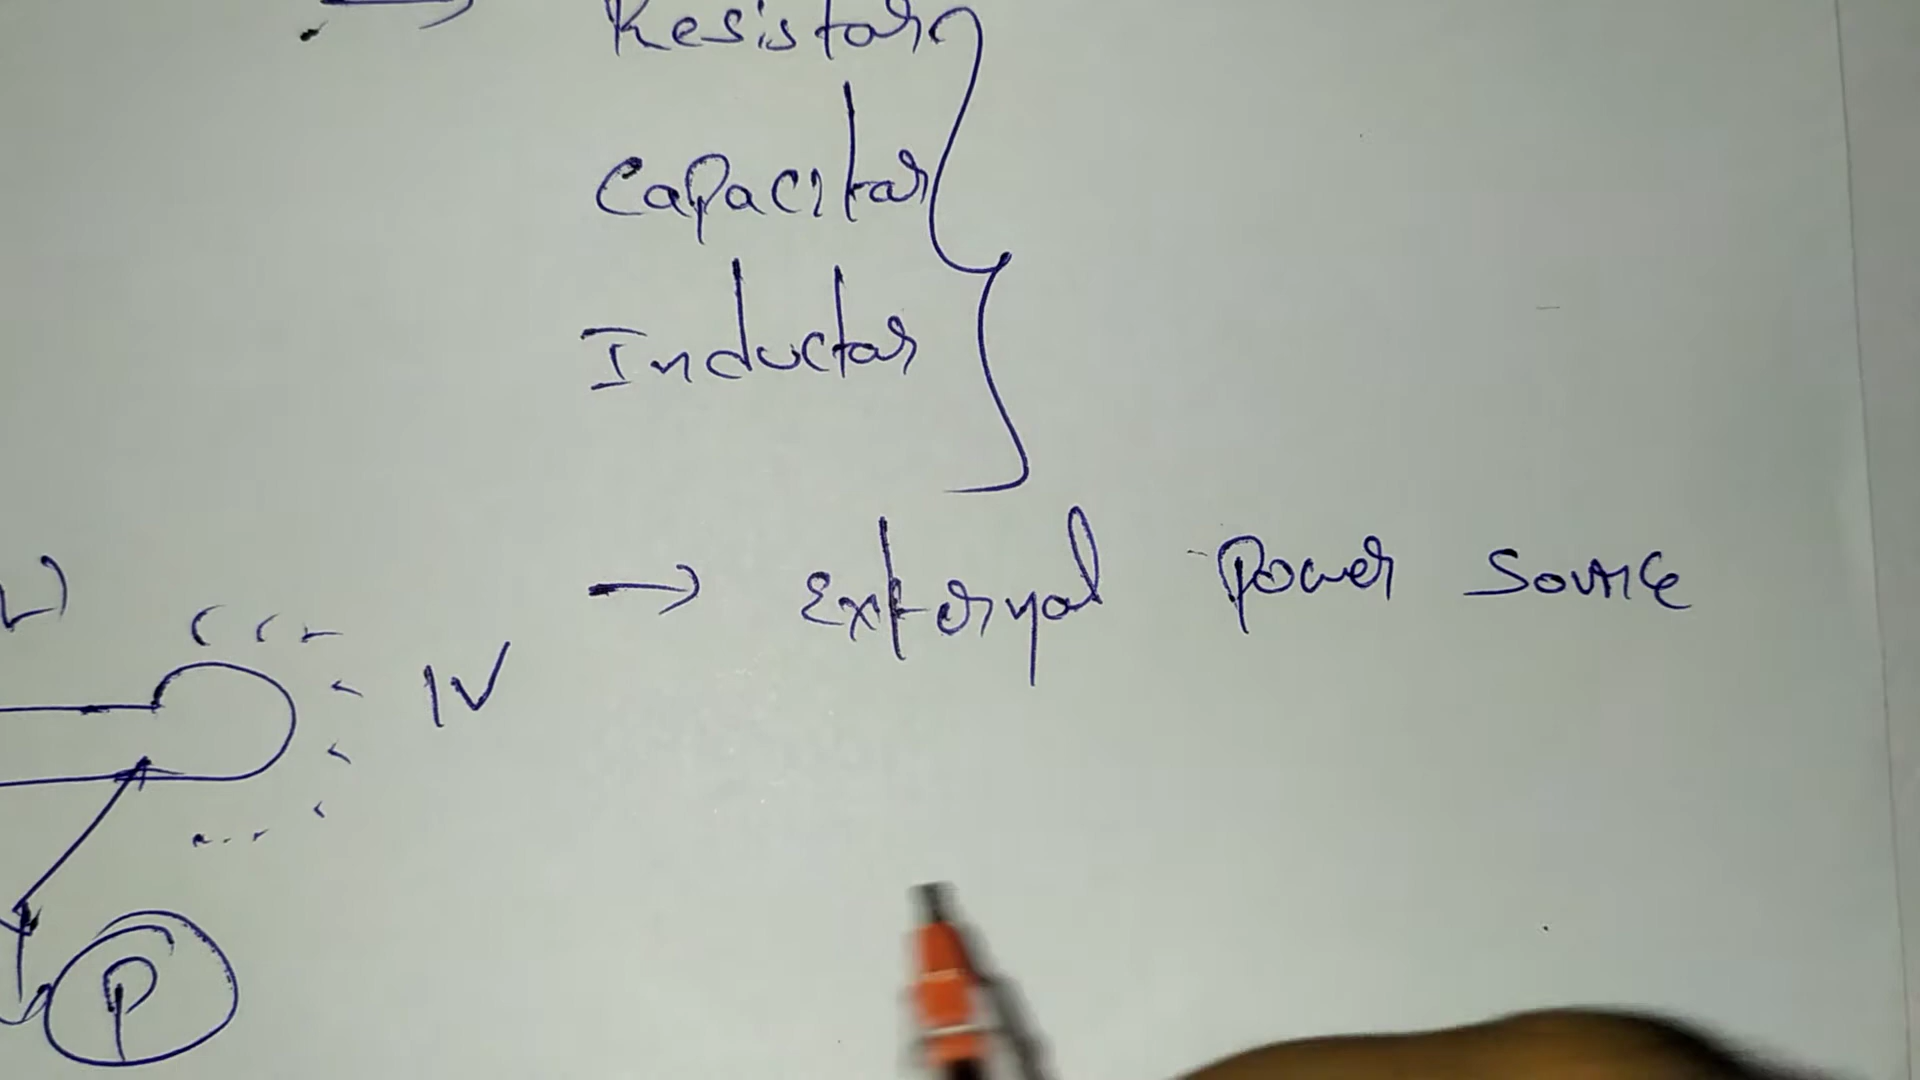 Resistor
Capacitor
Inductor
→ External Power Source
1V
P